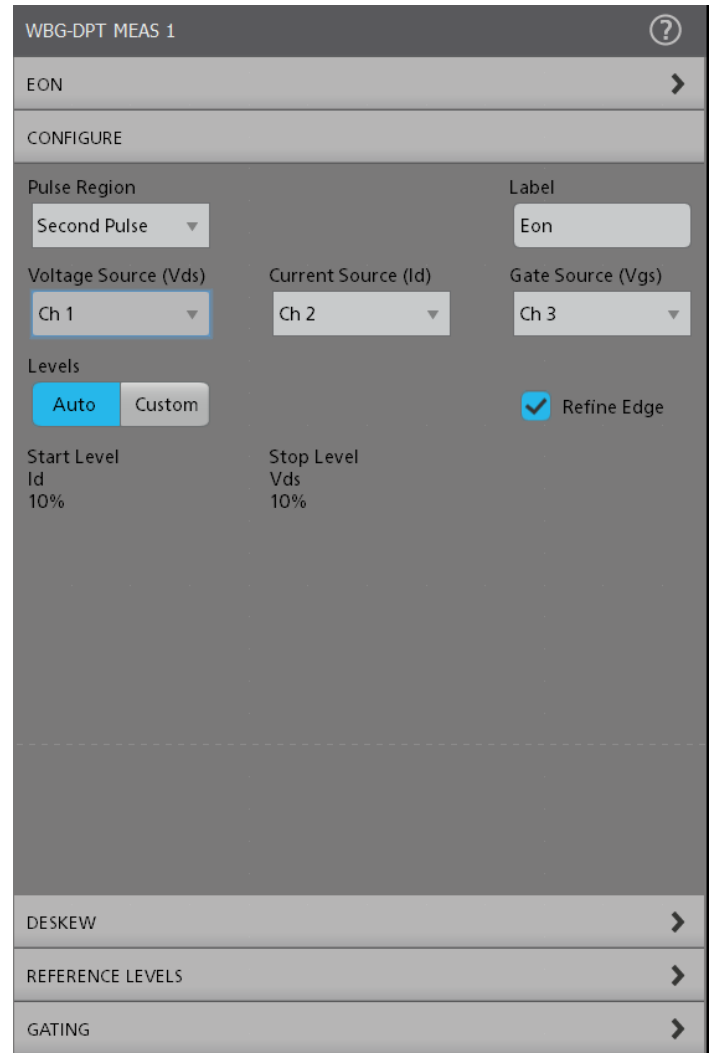 WBG-DPT MEAS 1 ?
EON
CONFIGURE
Pulse Region Label
Second Pulse Eon
Voltage Source (Vds) Current Source (Id) Gate Source (Vgs)
Ch 1 Ch 2 Ch 3
Levels
Auto Custom Refine Edge
Start Level Stop Level
Id Vds
10% 10%
DESKEW
REFERENCE LEVELS
GATING